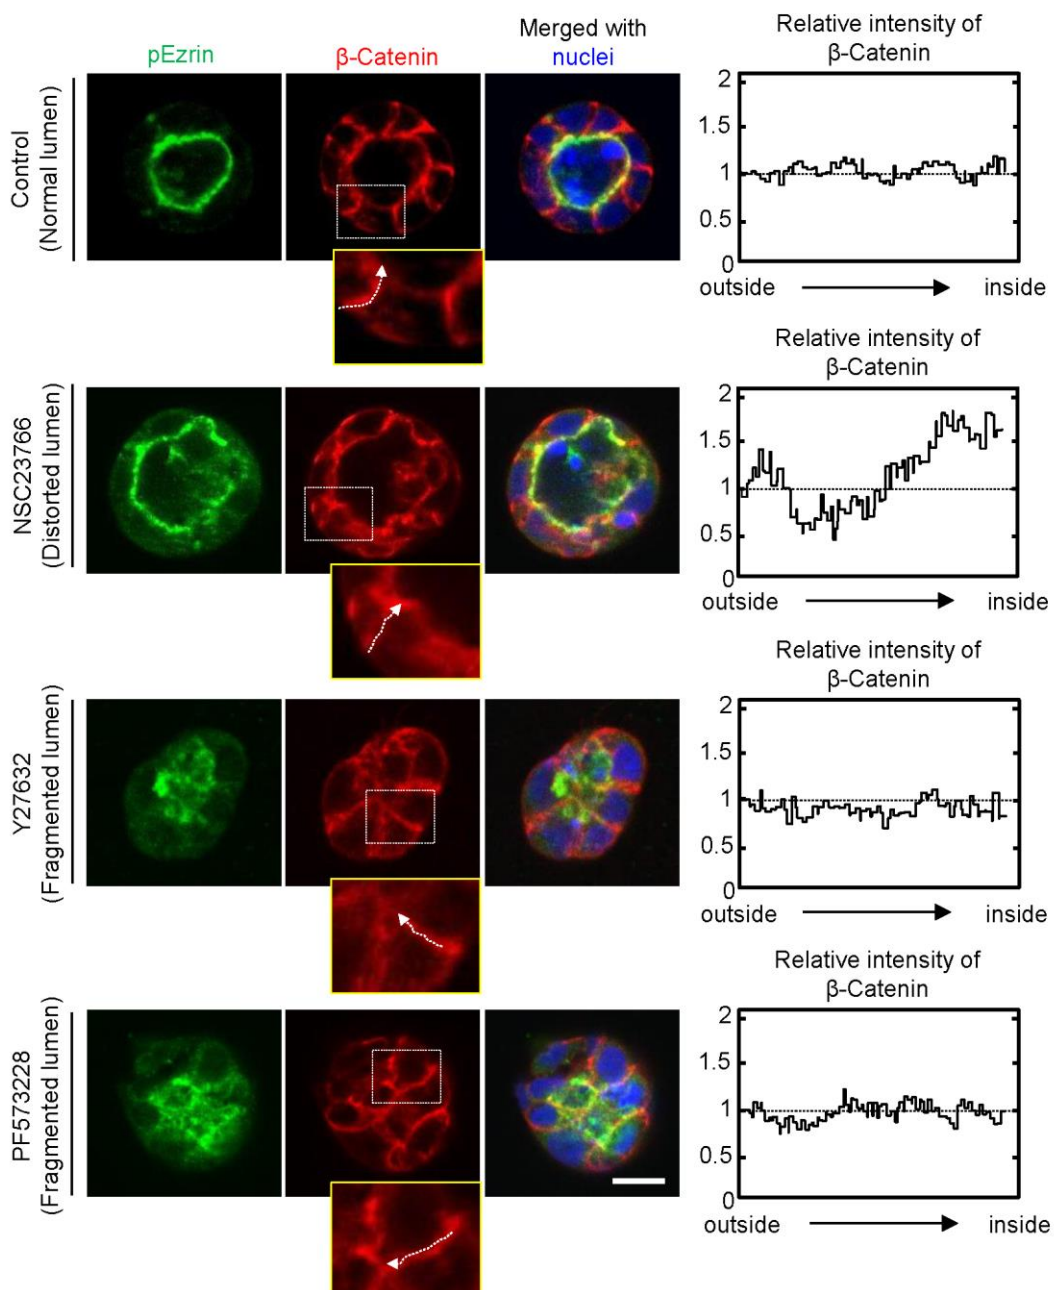 pEzrin
β-Catenin
Merged with
nuclei
Relative intensity of
β-Catenin
Control
(Normal lumen)
2
1.5
1
0.5
0
outside
inside
Relative intensity of
β-Catenin
NSC23766
(Distorted lumen)
2
1.5
1
0.5
0
outside
inside
Relative intensity of
β-Catenin
Y27632
(Fragmented lumen)
2
1.5
1
0.5
0
outside
inside
Relative intensity of
β-Catenin
PF573228
(Fragmented lumen)
2
1.5
1
0.5
0
outside
inside